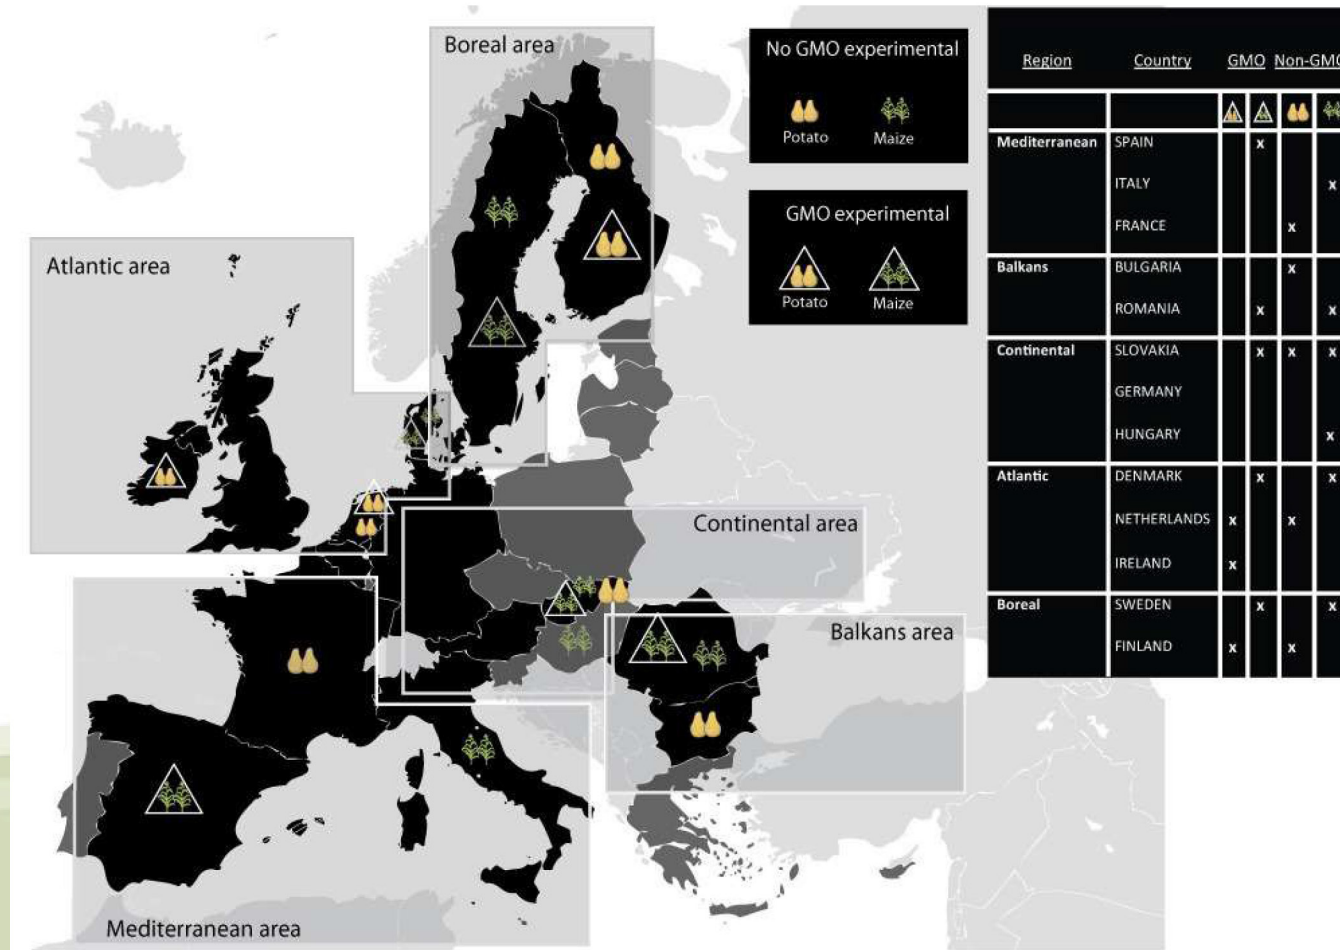 Boreal area
Atlantic area
Continental area
Balkans area
Mediterranean area
No GMO experimental
Potato Maize
GMO experimental
Potato Maize
Region Country GMO Non-GMO
Mediterranean SPAIN x
ITALY x
FRANCE x
Balkans BULGARIA x
ROMANIA x x
Continental SLOVAKIA x x x
GERMANY
HUNGARY x
Atlantic DENMARK x x
NETHERLANDS x x
IRELAND x
Boreal SWEDEN x x
FINLAND x x